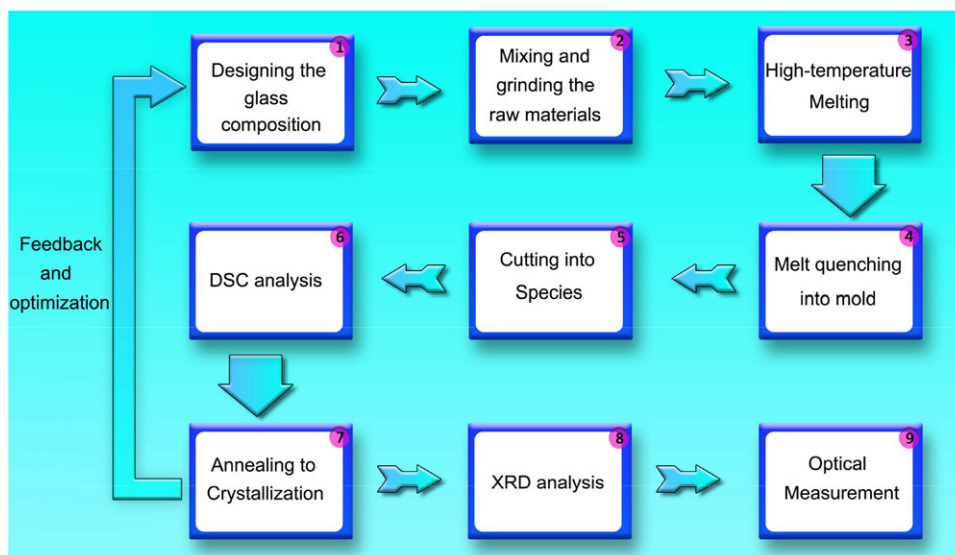 1
Designing the
glass
composition
2
Mixing and
grinding the
raw materials
3
High-temperature
Melting
4
Melt quenching
into mold
5
Cutting into
Species
6
DSC analysis
Feedback
and
optimization
7
Annealing to
Crystallization
8
XRD analysis
9
Optical
Measurement